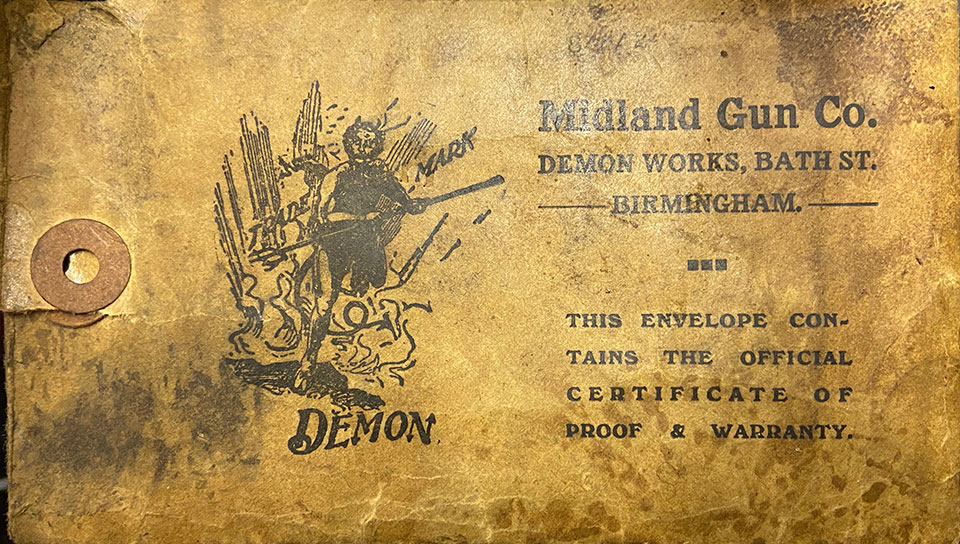 THE TRADE MARK
DEMON.
Midland Gun Co.
DEMON WORKS, BATH ST.
BIRMINGHAM.
THIS ENVELOPE CON-
TAINS THE OFFICIAL
CERTIFICATE OF
PROOF & WARRANTY.